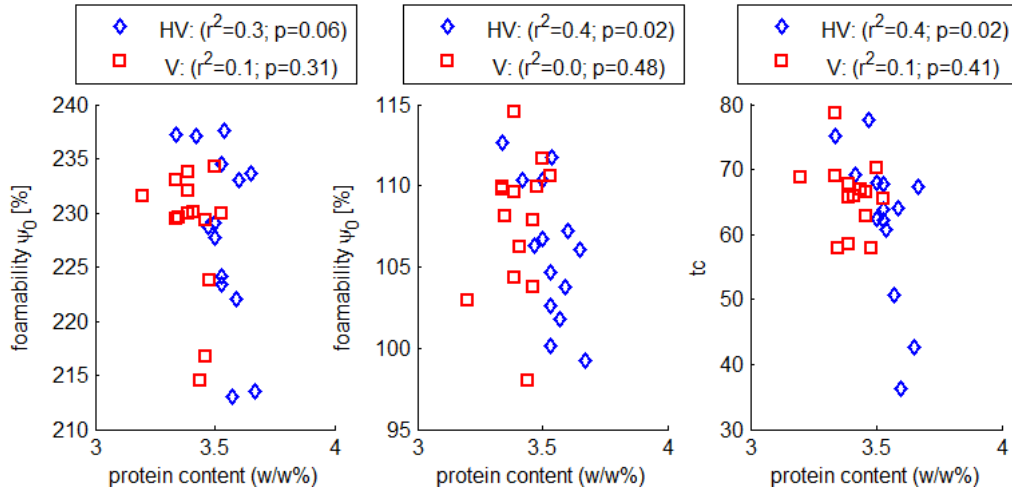 HV: (r²=0.3; p=0.06)
V: (r²=0.1; p=0.31)
240
235
230
225
220
215
210
foamability ψ₀ [%]
3 3.5 4
protein content (w/w%)
HV: (r²=0.4; p=0.02)
V: (r²=0.0; p=0.48)
115
110
105
100
95
foamability ψ₀ [%]
3 3.5 4
protein content (w/w%)
HV: (r²=0.4; p=0.02)
V: (r²=0.1; p=0.41)
80
70
60
50
40
30
tc
3 3.5 4
protein content (w/w%)